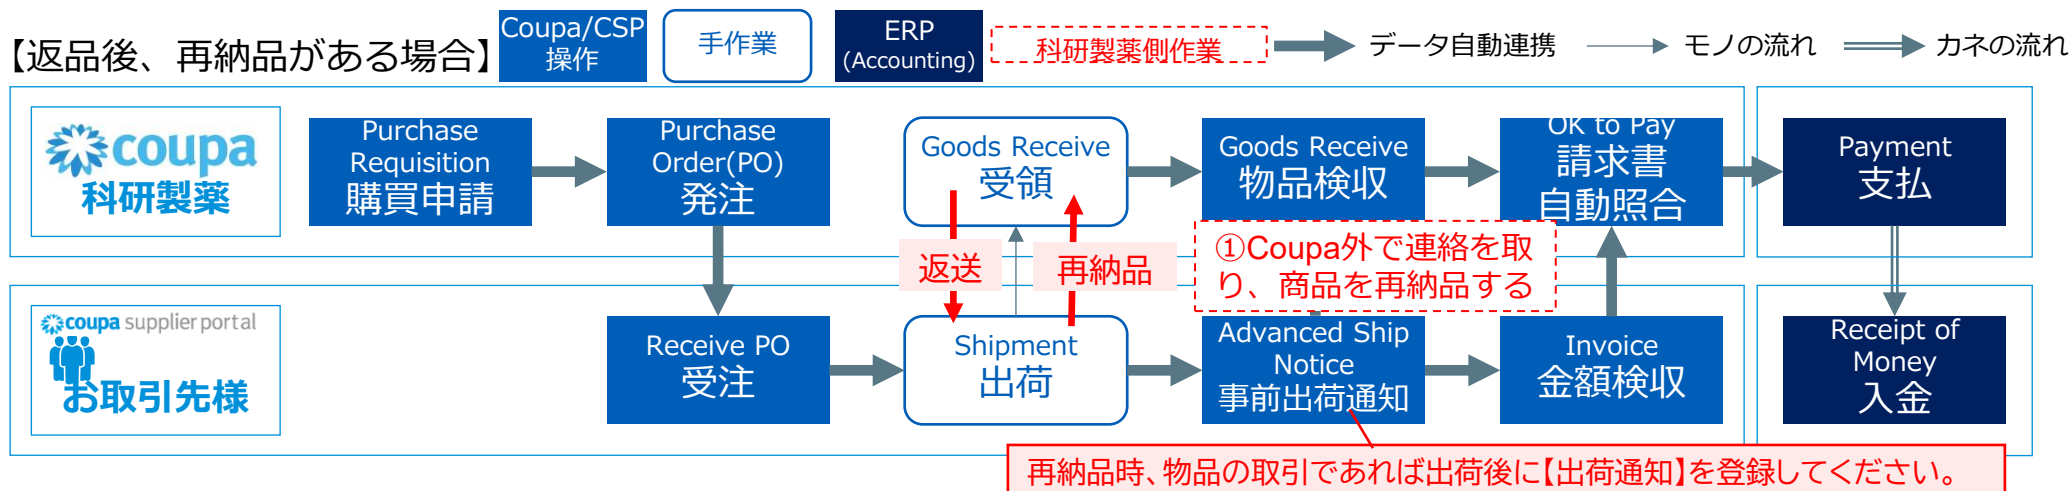 【返品後、再納品がある場合】
Coupa/CSP
操作
手作業
ERP
(Accounting)
科研製薬側作業
データ自動連携
モノの流れ
カネの流れ
coupa
科研製薬
Purchase
Requisition
購買申請
Purchase
Order(PO)
発注
Goods Receive
受領
Goods Receive
物品検収
OK to Pay
請求書
自動照合
Payment
支払
返送
再納品
①Coupa外で連絡を取
り、商品を再納品する
coupa supplier portal
お取引先様
Receive PO
受注
Shipment
出荷
Advanced Ship
Notice
事前出荷通知
Invoice
金額検収
Receipt of
Money
入金
再納品時、物品の取引であれば出荷後に【出荷通知】を登録してください。